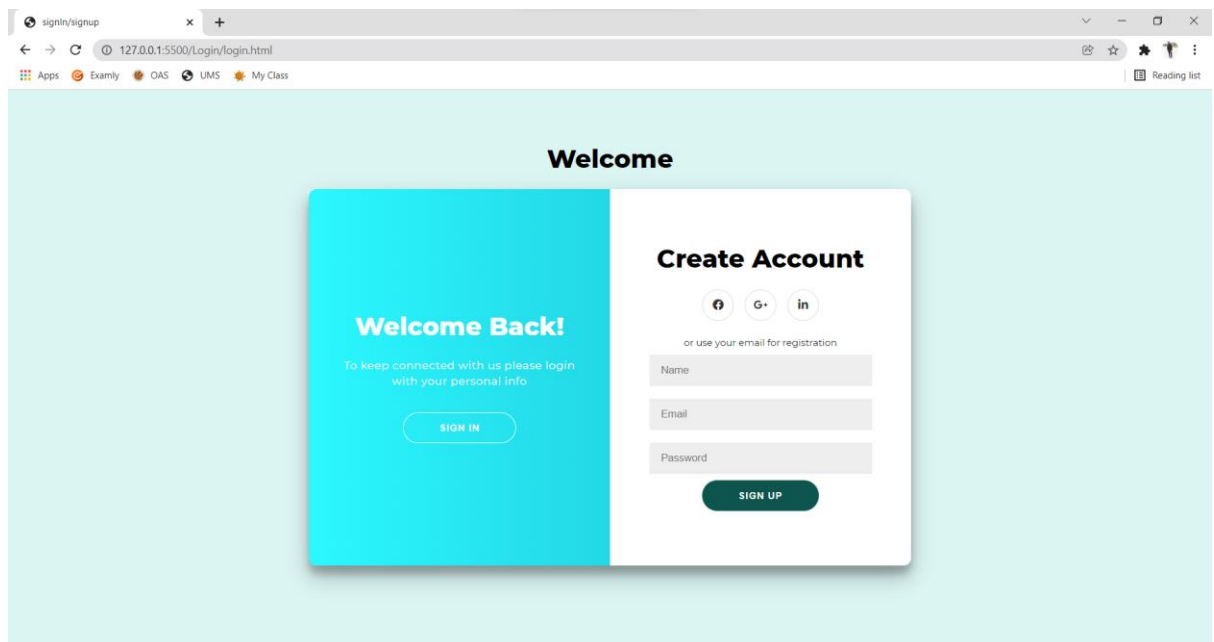 signin/signup
127.0.0.1:5500/Login/login.html
Apps Examly OAS UMS My Class
Reading list
Welcome
Welcome Back!
To keep connected with us please login
with your personal info
SIGN IN
Create Account
G+ in
or use your email for registration
Name
Email
Password
SIGN UP